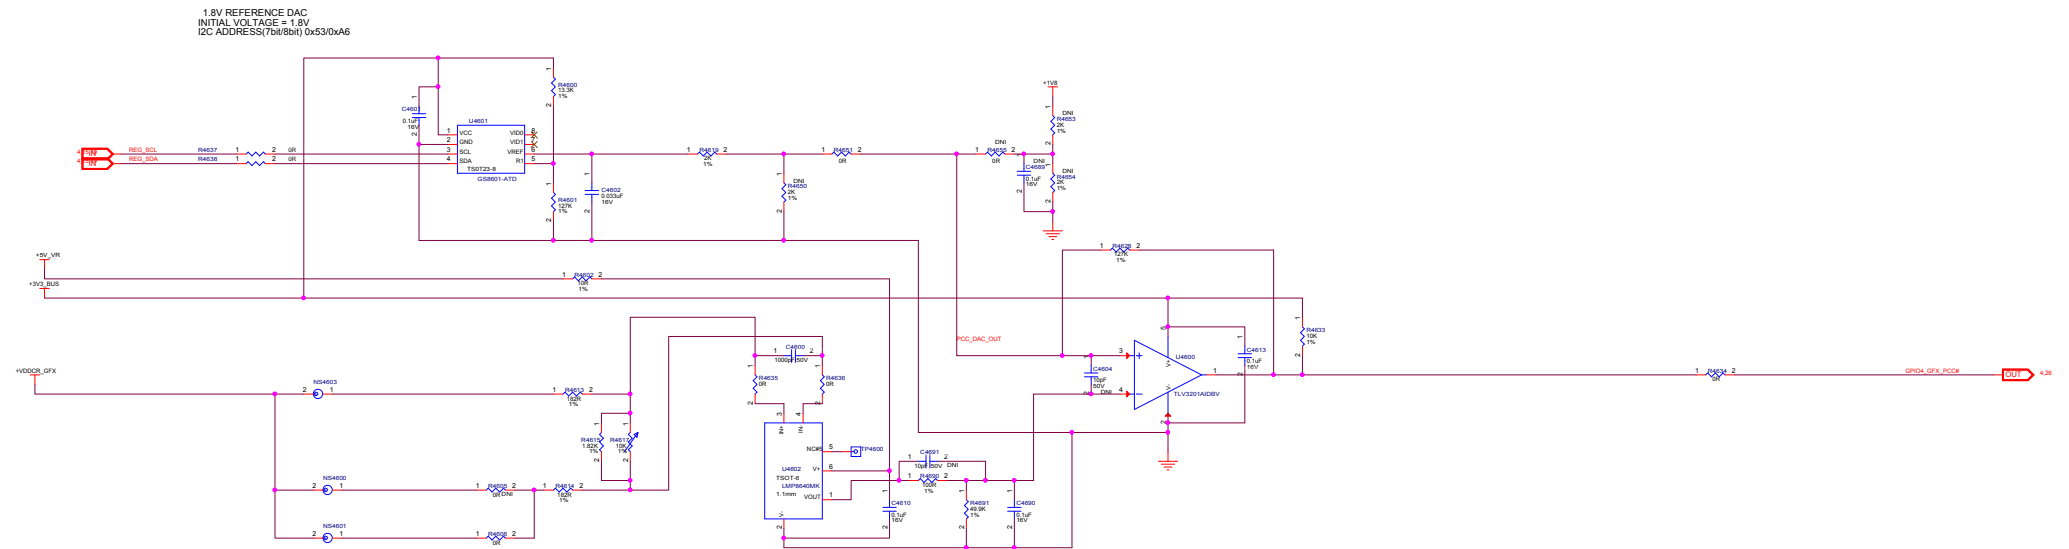 1.8V REFERENCE DAC
INITIAL VOLTAGE = 1.8V
I2C ADDRESS(7bit/8bit) 0x53/0xA6
R4600
13.3K
1%
C4601
0.1uF
16V
U4601
VCC
GND
SCL
SDA
VID0
VID1
VREF
R1
TSOT23-8
GS8601-ATD
IN
IN
REG_SCL
REG_SDA
R4637
0R
R4638
0R
R4601
127K
1%
C4602
0.033uF
16V
R4619
2K
1%
DNI
R4650
2K
1%
R4651
0R
DNI
R4655
0R
+1V8
DNI
R4653
2K
1%
DNI
C4689
0.1uF
16V
DNI
R4654
2K
1%
+5V_VR
+3V3_BUS
R4602
10R
1%
R4628
127K
1%
+VDDCR_GFX
NS4603
R4613
182R
1%
R4615
1.82K
1%
R4617
10K
1%
NS4600
R4605
0R
DNI
R4614
182R
1%
NS4601
R4606
0R
C4600
1000pF
50V
R4635
0R
R4636
0R
IN+
IN-
NC#5
V+
VOUT
V-
U4602
TSOT-6
LMP8640MK
1.1mm
TP4600
C4610
0.1uF
16V
C4691
10pF
50V
DNI
R4690
100R
1%
R4691
49.9K
1%
C4690
0.1uF
16V
PCC_DAC_OUT
C4604
10pF
50V
DNI
U4600
V+
V-
TLV3201AIDBV
C4613
0.1uF
16V
R4633
10K
1%
R4634
0R
GPIO4_GFX_PCC#
OUT
4,26